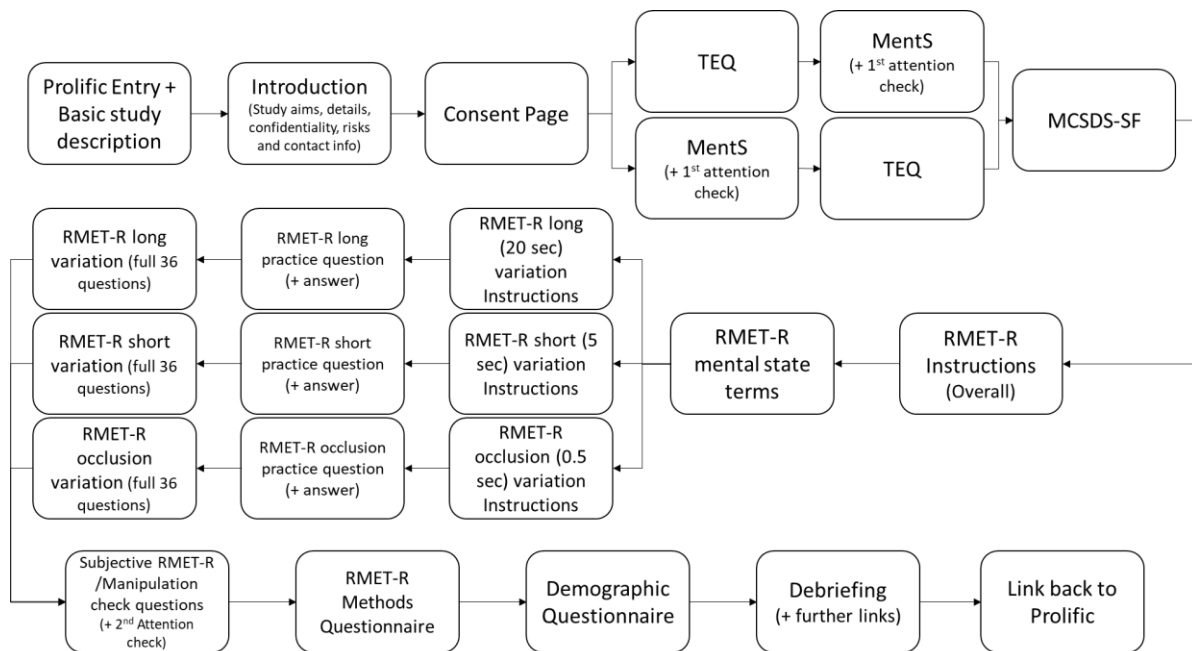 Prolific Entry +
Basic study
description
Introduction
(Study aims, details,
confidentiality, risks
and contact info)
Consent Page
TEQ
MentS
(+ 1st attention
check)
MentS
(+ 1st attention
check)
TEQ
MCSDS-SF
RMET-R
Instructions
(Overall)
RMET-R
mental state
terms
RMET-R long
(20 sec)
variation
Instructions
RMET-R long
practice question
(+ answer)
RMET-R long
variation (full 36
questions)
RMET-R short (5
sec) variation
Instructions
RMET-R short
practice question
(+ answer)
RMET-R short
variation (full 36
questions)
RMET-R
occlusion (0.5
sec) variation
Instructions
RMET-R occlusion
practice question
(+ answer)
RMET-R
occlusion
variation (full 36
questions)
Subjective RMET-R
/Manipulation
check questions
(+ 2nd Attention
check)
RMET-R
Methods
Questionnaire
Demographic
Questionnaire
Debriefing
(+ further links)
Link back to
Prolific